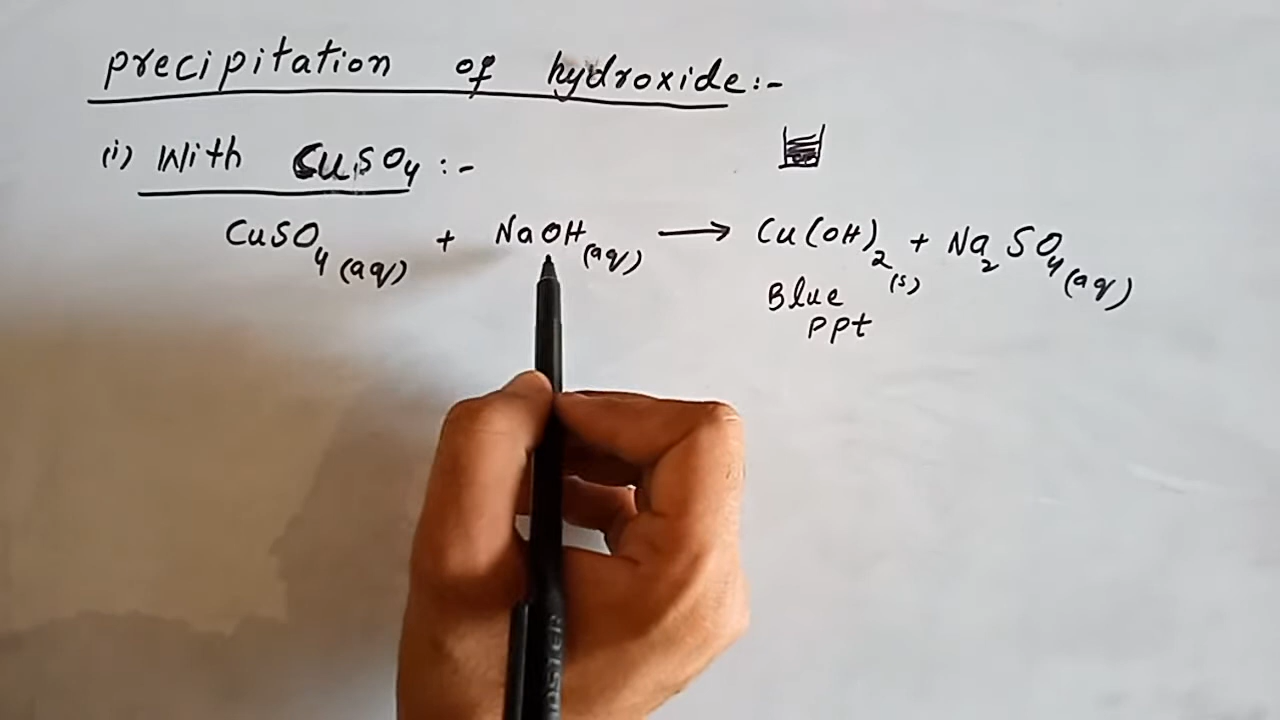 precipitation of hydroxide:-
(i) With CuSO4 :-
CuSO4(aq) + NaOH(aq) ⟶ Cu(OH)2(s) + Na2SO4(aq)
Blue
ppt